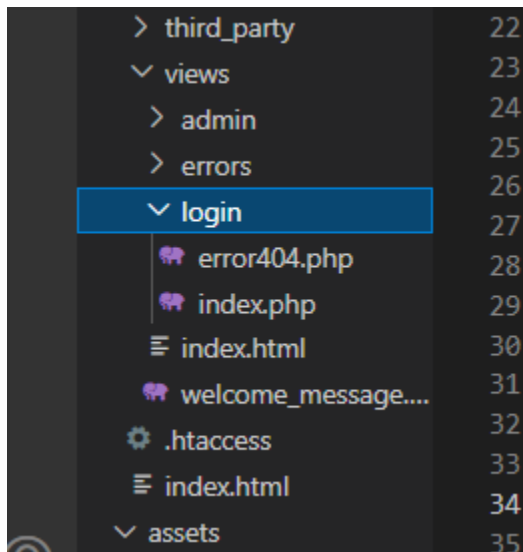 third_party
views
admin
errors
login
error404.php
index.php
index.html
welcome_message....
.htaccess
index.html
assets
22
23
24
25
26
27
28
29
30
31
32
33
34
35